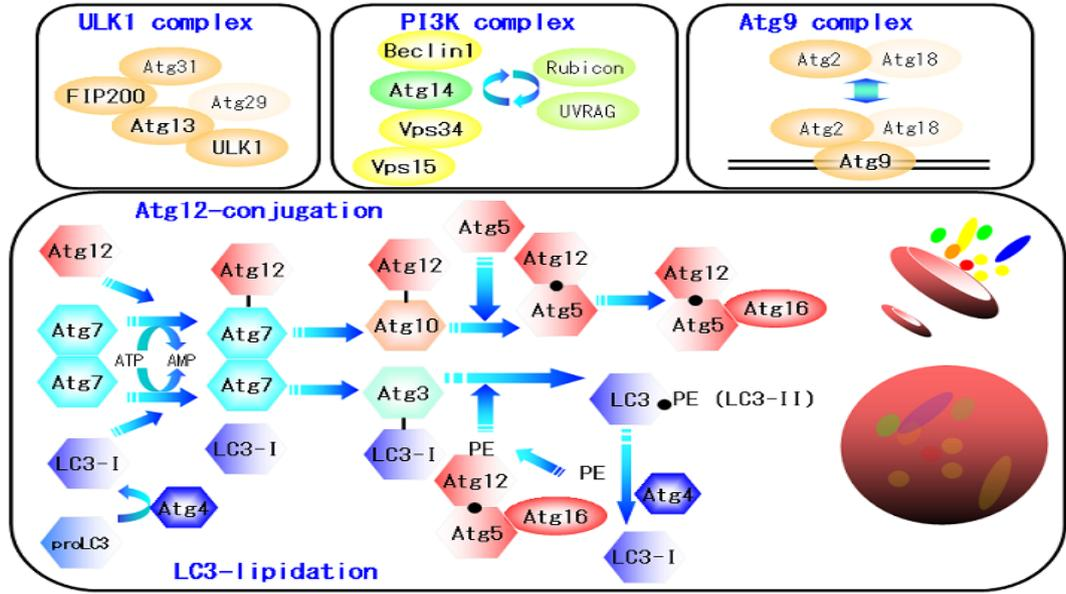 ULK1 complex
Atg31
FIP200
Atg29
Atg13
ULK1
PI3K complex
Beclin1
Rubicon
Atg14
UVRAG
Vps34
Vps15
Atg9 complex
Atg2 Atg18
Atg2 Atg18
Atg9
Atg12-conjugation
Atg12
Atg7
ATP AMP
Atg7
LC3-I
Atg4
proLC3
Atg12
Atg7
Atg7
LC3-I
Atg12
Atg10
Atg3
LC3-I
Atg5
Atg12
Atg5
Atg12
Atg5
Atg16
LC3 PE (LC3-II)
PE
PE
Atg12
Atg5
Atg16
Atg4
LC3-I
LC3-lipidation